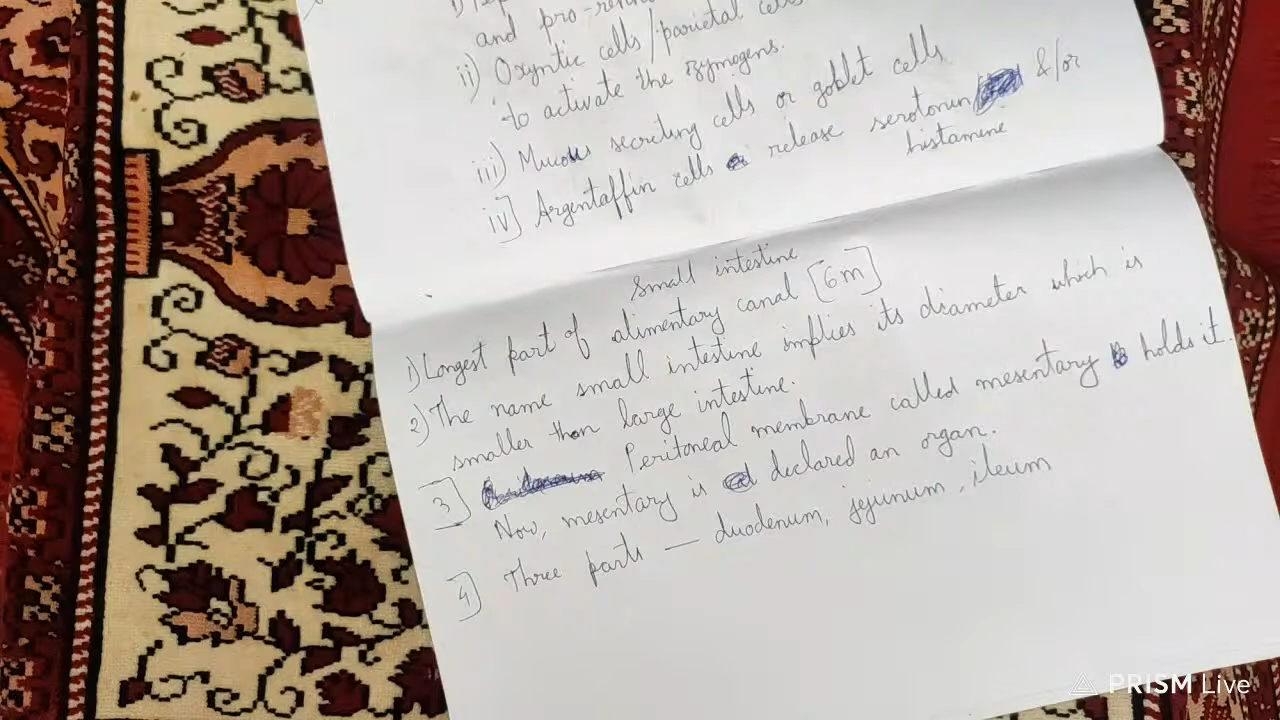 and pro-
ii) Oxyntic cells/parietal cells
to activate the zymogens.
iii) Mucous secreting cells or goblet cells
iv] Argentaffin cells release serotonin &/or
histamine
Small intestine
1) Longest part of alimentary canal [6m]
2) The name small intestine implies its diameter which is
smaller than large intestine.
3] Peritoneal membrane called mesentary holds it.
Now, mesentary is declared an organ.
4] Three parts — duodenum, jejunum, ileum
PRISM Live